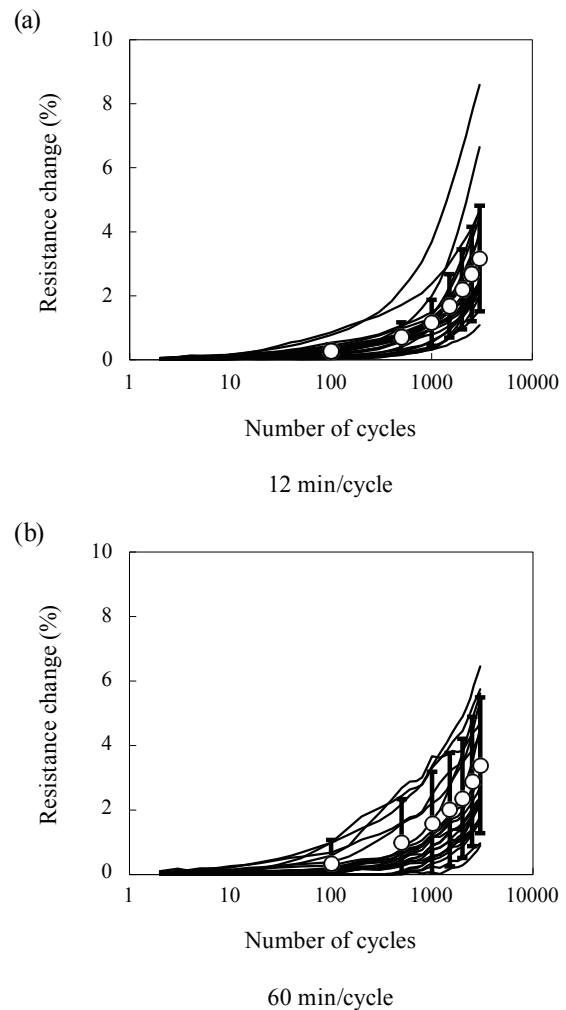 (a)
Resistance change (%)
10
8
6
4
2
0
1 10 100 1000 10000
Number of cycles
12 min/cycle
(b)
Resistance change (%)
10
8
6
4
2
0
1 10 100 1000 10000
Number of cycles
60 min/cycle